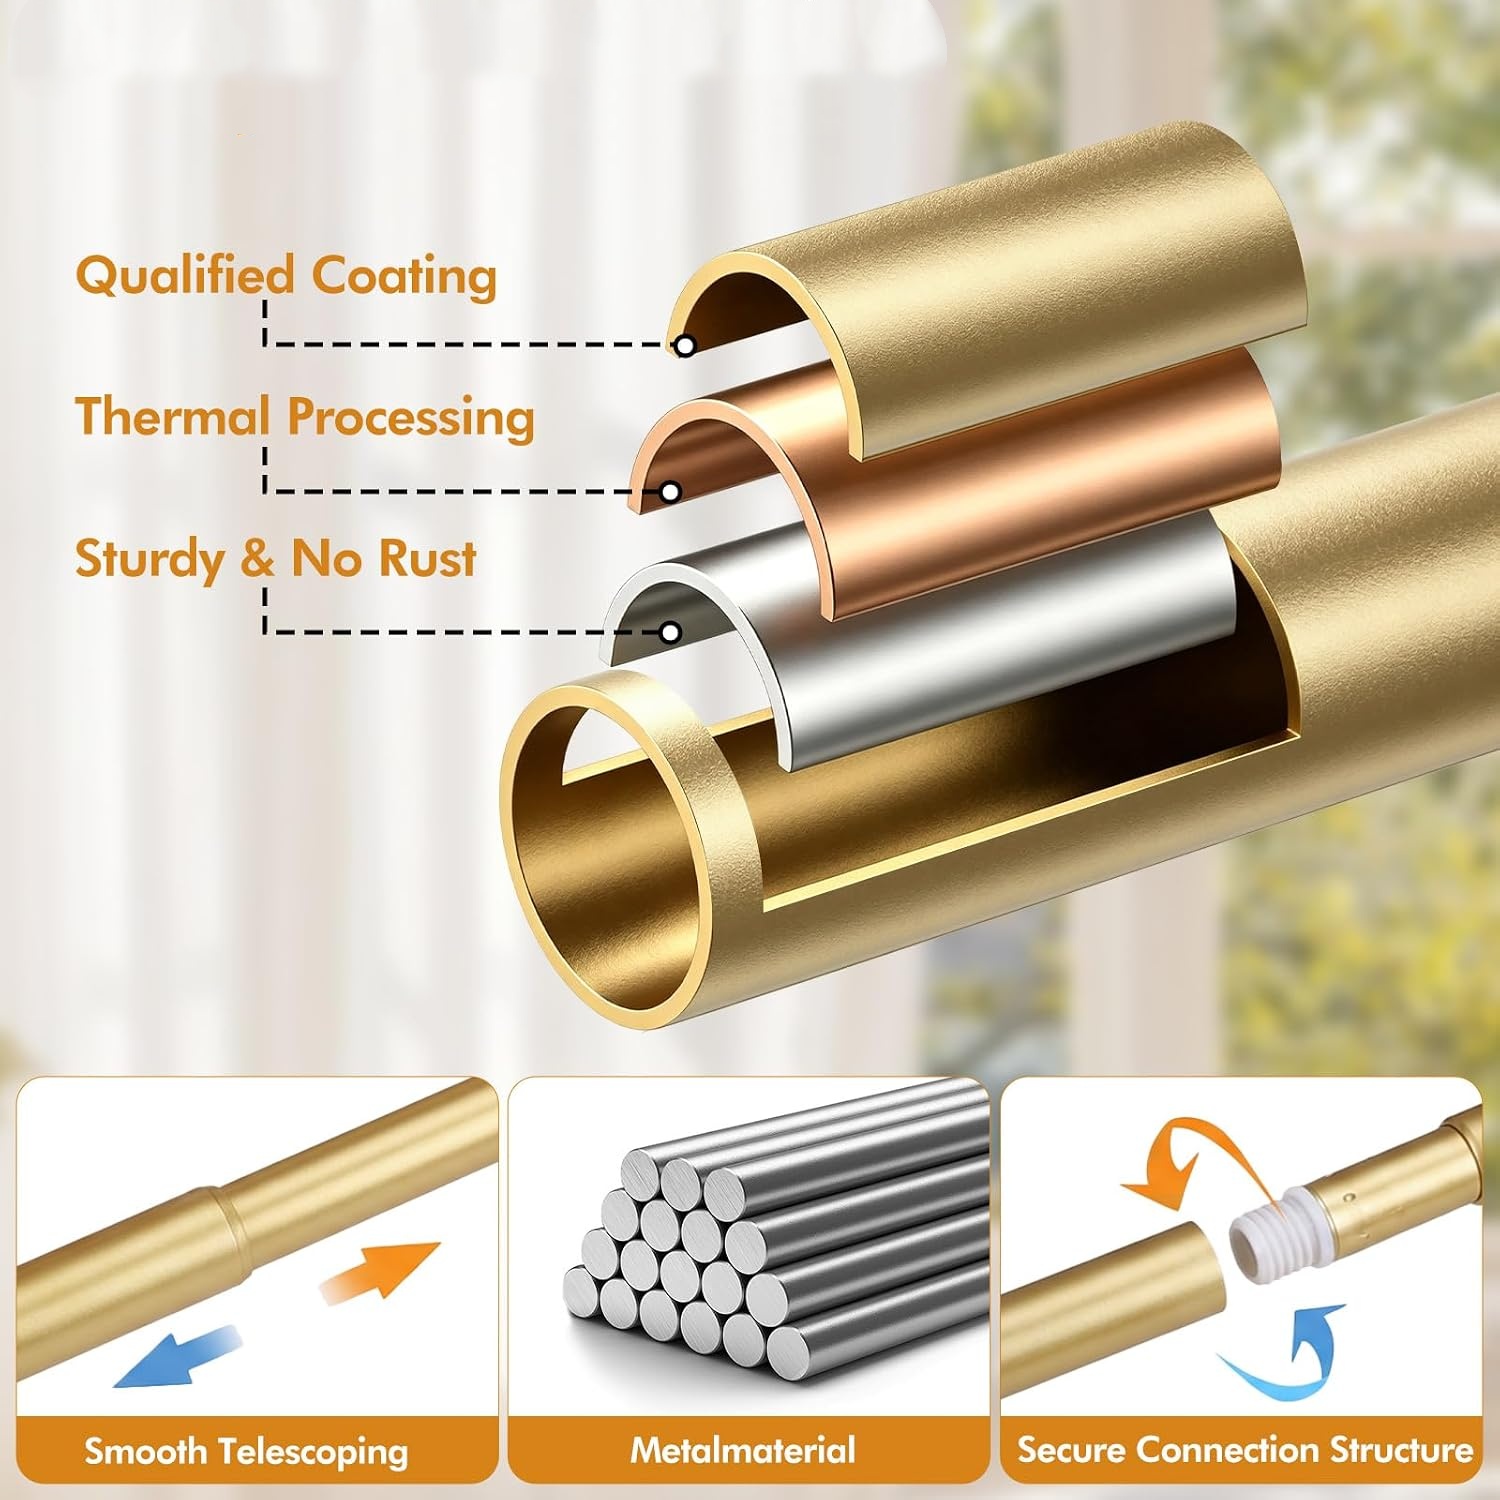 Qualified Coating
Thermal Processing
Sturdy & No Rust
Smooth Telescoping
Metalmaterial
Secure Connection Structure